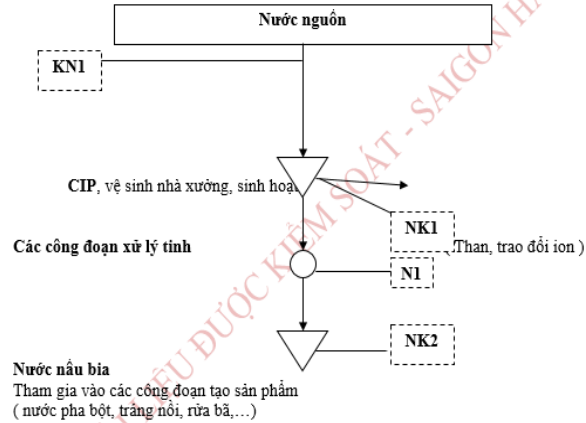 Nước nguồn
KN1
CIP, vệ sinh nhà xưởng, sinh hoạt
NK1
Các công đoạn xử lý tinh
Than, trao đổi ion )
N1
NK2
Nước nấu bia
Tham gia vào các công đoạn tạo sản phẩm
( nước pha bột, tráng nồi, rửa bã,…)
LIỆU ĐƯỢC KIỂM SOÁT - SAIGON